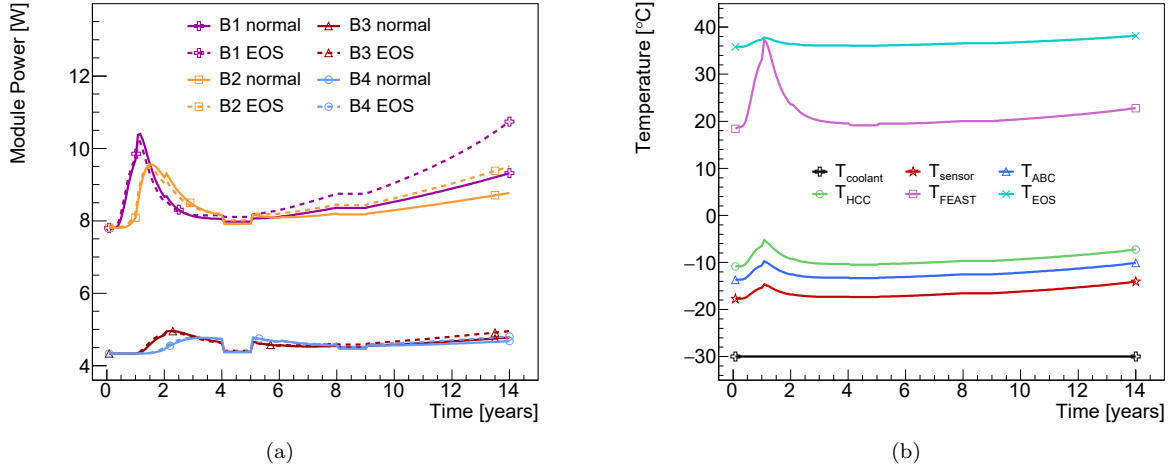 Module Power [W]
12
10
8
6
4
B1 normal
B1 EOS
B2 normal
B2 EOS
B3 normal
B3 EOS
B4 normal
B4 EOS
0 2 4 6 8 10 12 14
Time [years]
(a)
Temperature [°C]
40
30
20
10
0
−10
−20
−30
T_coolant T_sensor T_ABC
T_HCC T_FEAST T_EOS
0 2 4 6 8 10 12 14
Time [years]
(b)